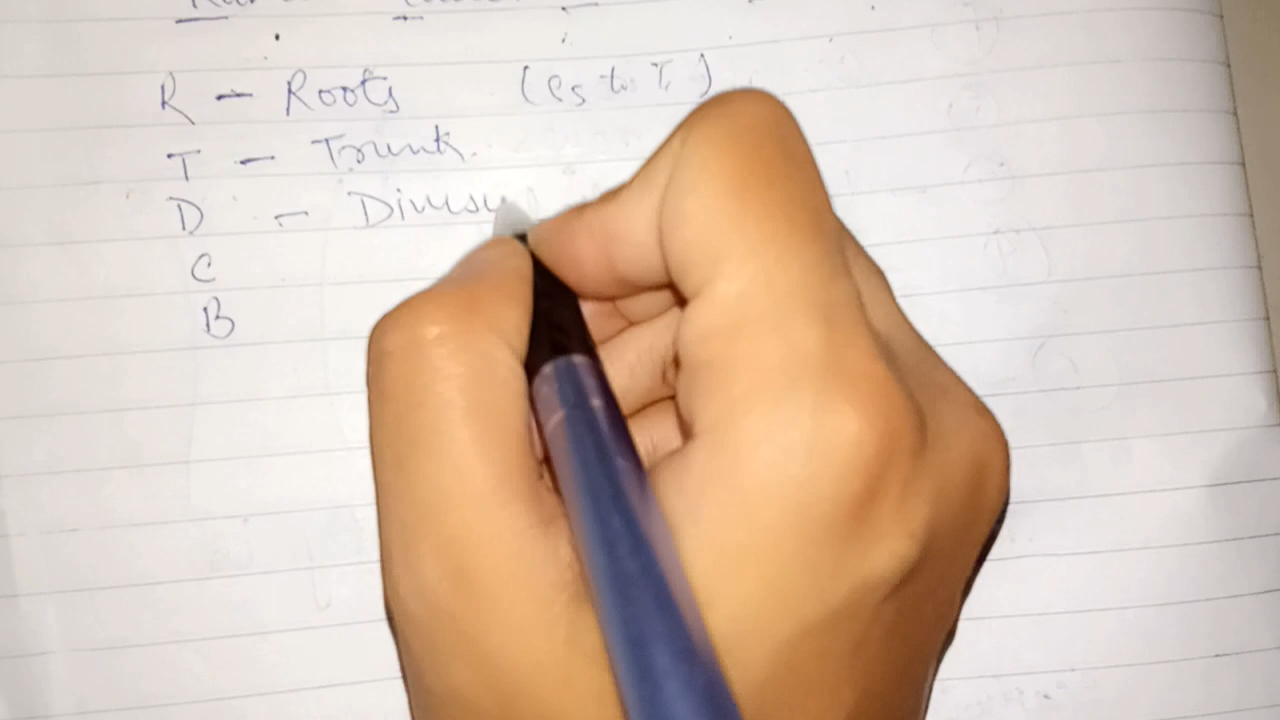 R - Roots (C5 to T1)
T - Trunk
D - Divisi
C
B